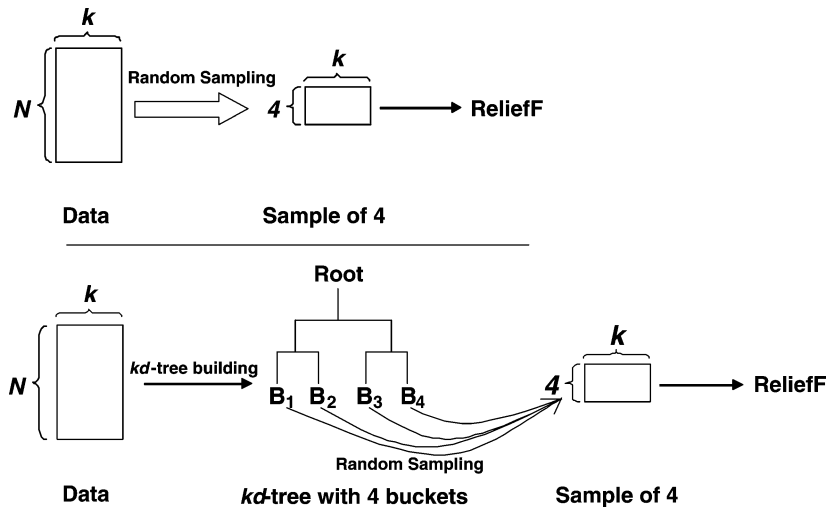 k
N
Random Sampling
k
4
ReliefF
Data
Sample of 4
Root
k
N
kd-tree building
B1 B2 B3 B4
k
4
ReliefF
Random Sampling
Data
kd-tree with 4 buckets
Sample of 4